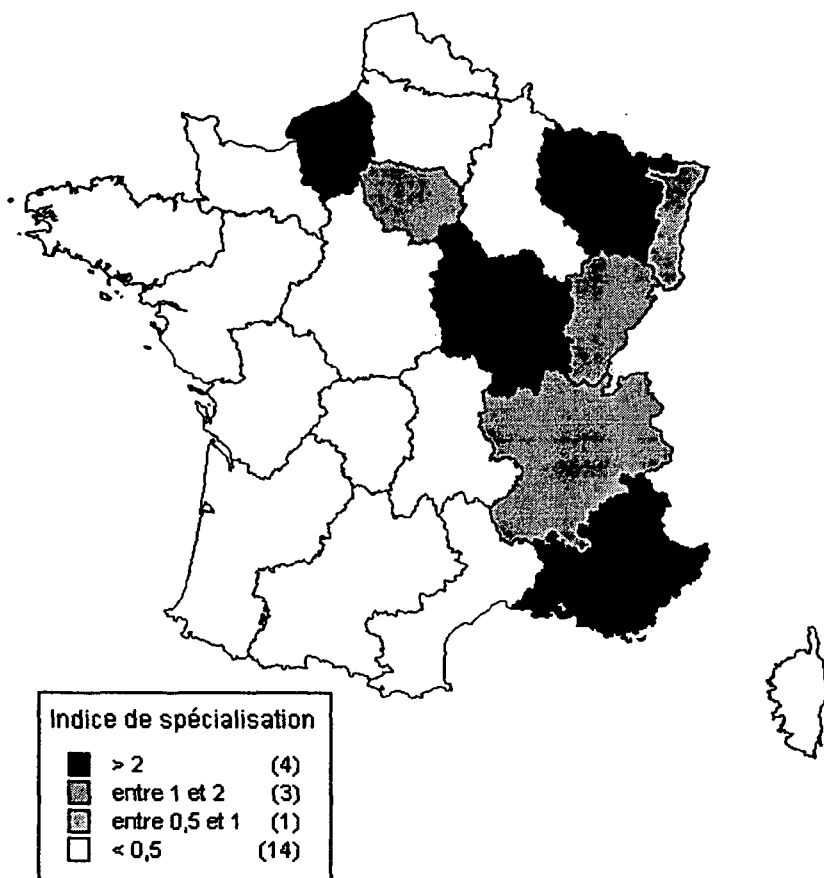 Indice de spécialisation
> 2 (4)
entre 1 et 2 (3)
entre 0,5 et 1 (1)
< 0,5 (14)